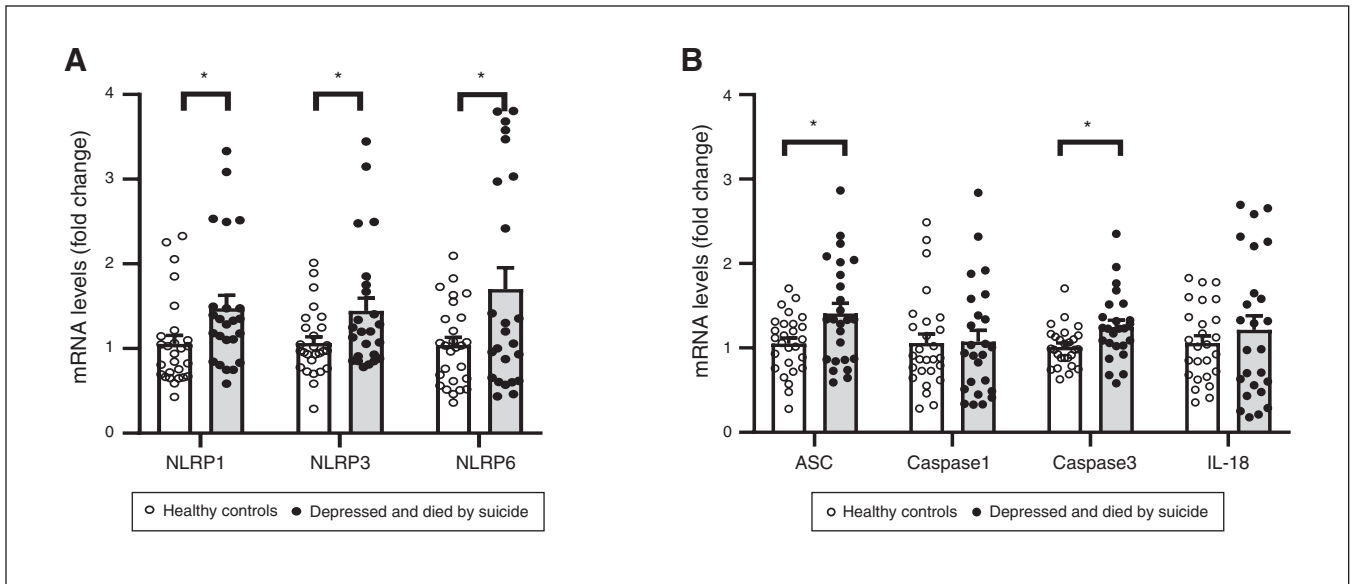 A
mRNA levels (fold change)
4
3
2
1
0
*
*
*
NLRP1
NLRP3
NLRP6
Healthy controls
Depressed and died by suicide
B
mRNA levels (fold change)
4
3
2
1
0
*
*
ASC
Caspase1
Caspase3
IL-18
Healthy controls
Depressed and died by suicide